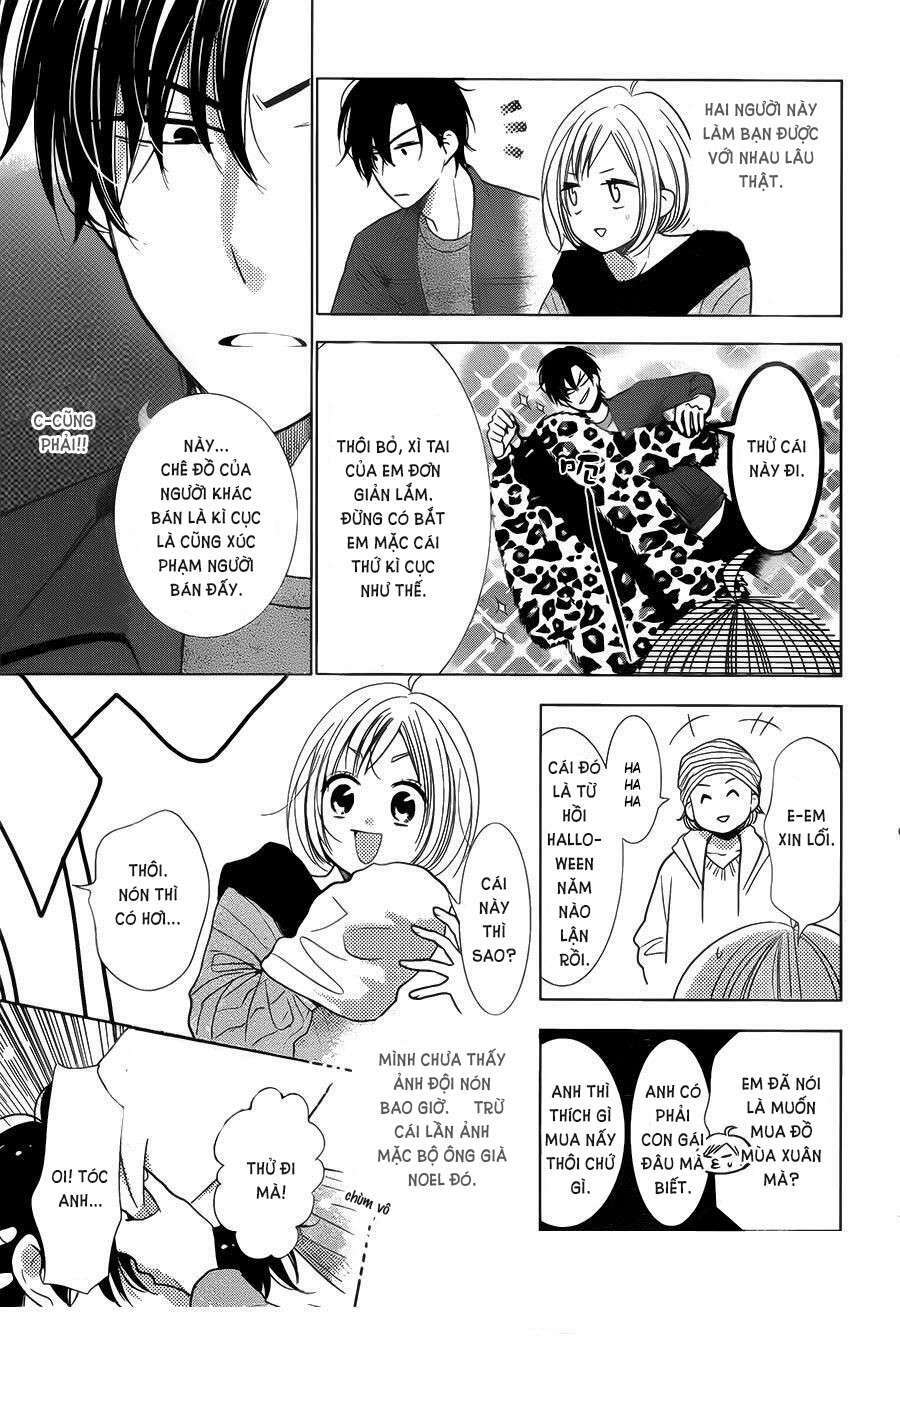 HAI NGƯỜI NÀY
LÀM BẠN ĐƯỢC
VỚI NHAU LÂU
THẬT.
THỬ CÁI
NÀY ĐI.
呃
THÔI BỎ, XÌ TAI
CỦA EM ĐƠN
GIẢN LẮM.
ĐỪNG CÓ BẮT
EM MẶC CÁI
THỨ KÌ CỤC
NHƯ THẾ.
NÀY...
CHÊ ĐỒ CỦA
NGƯỜI KHÁC
BÁN LÀ KÌ CỤC
LÀ CŨNG XÚC
PHẠM NGƯỜI
BÁN ĐẤY.
C-CŨNG
PHẢI!!
E-EM
XIN LỖI.
HA
HA
HA
CÁI ĐÓ
LÀ TỪ
HỒI
HALLO-
WEEN
NĂM
NÀO
LẬN
RỒI.
CÁI
NÀY
THÌ
SAO?
THÔI.
NÓN THÌ
CÓ HƠI...
EM ĐÃ NÓI
LÀ MUỐN
MUA ĐỒ
MÙA XUÂN
MÀ?
ANH CÓ
PHẢI
CON GÁI
ĐÂU MÀ
BIẾT.
ANH THÌ
THÍCH GÌ
MUA NẤY
THÔI CHỨ
GÌ.
MÌNH CHƯA THẤY
ẢNH ĐỘI NÓN
BAO GIỜ. TRỪ
CÁI LẦN ẢNH
MẶC BỘ ÔNG GIÀ
NOEL ĐÓ.
THỬ ĐI
MÀ!
chùm vô
OI! TÓC
ANH...